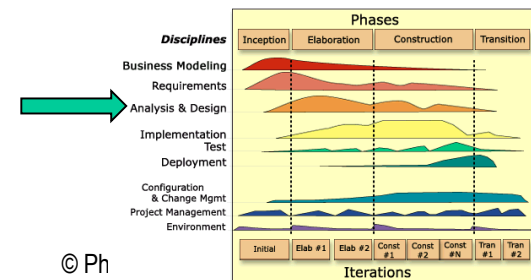 Phases
Disciplines Inception Elaboration Construction Transition
Business Modeling
Requirements
Analysis & Design
Implementation
Test
Deployment
Configuration
& Change Mgmt
Project Management
Environment
Initial Elab #1 Elab #2 Const #1 Const #2 Const #N Tran #1 Tran #2
Iterations
© Ph